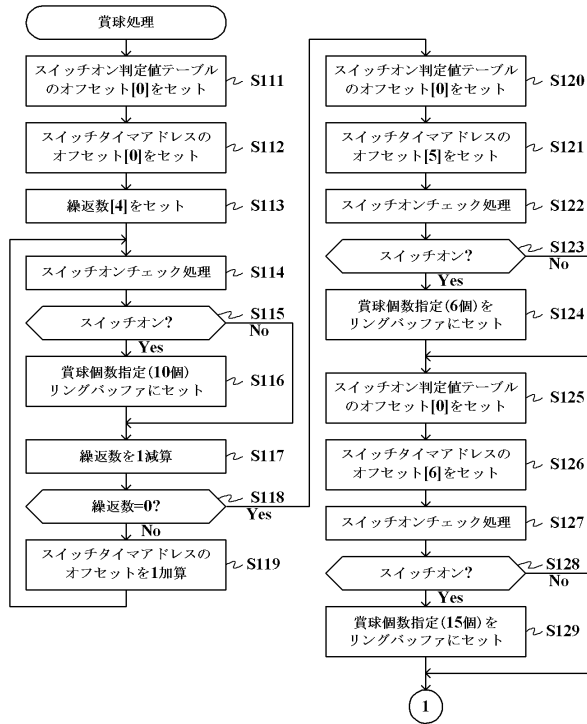 賞球処理
スイッチオン判定値テーブル
のオフセット[0]をセット
S111
スイッチタイマアドレスの
オフセット[0]をセット
S112
繰返数[4]をセット
S113
スイッチオンチェック処理
S114
スイッチオン?
S115
No
Yes
賞球個数指定(10個)
リングバッファにセット
S116
繰返数を1減算
S117
繰返数=0?
S118
Yes
No
スイッチタイマアドレスの
オフセットを1加算
S119
スイッチオン判定値テーブル
のオフセット[0]をセット
S120
スイッチタイマアドレスの
オフセット[5]をセット
S121
スイッチオンチェック処理
S122
スイッチオン?
S123
No
Yes
賞球個数指定(6個)を
リングバッファにセット
S124
スイッチオン判定値テーブル
のオフセット[0]をセット
S125
スイッチタイマアドレスの
オフセット[6]をセット
S126
スイッチオンチェック処理
S127
スイッチオン?
S128
No
Yes
賞球個数指定(15個)を
リングバッファにセット
S129
1